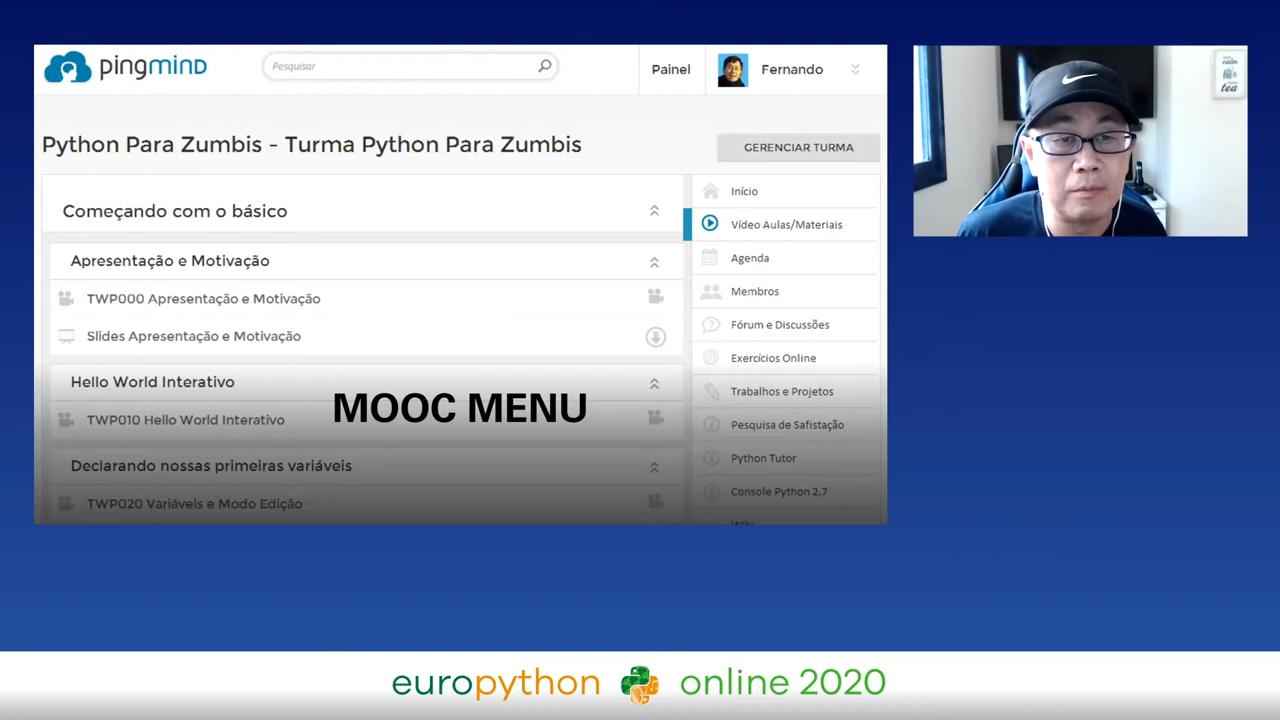 pingmind
Pesquisar
Painel
Fernando
Python Para Zumbis - Turma Python Para Zumbis
GERENCIAR TURMA
Começando com o básico
Apresentação e Motivação
TWP000 Apresentação e Motivação
Slides Apresentação e Motivação
Hello World Interativo
TWP010 Hello World Interativo
Declarando nossas primeiras variáveis
TWP020 Variáveis e Modo Edição
MOOC MENU
Início
Vídeo Aulas/Materiais
Agenda
Membros
Fórum e Discussões
Exercícios Online
Trabalhos e Projetos
Pesquisa de Safistação
Python Tutor
Console Python 2.7
Wiki
calm
tea
europython online 2020